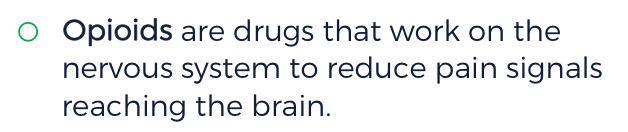 Opioids are drugs that work on the
nervous system to reduce pain signals
reaching the brain.